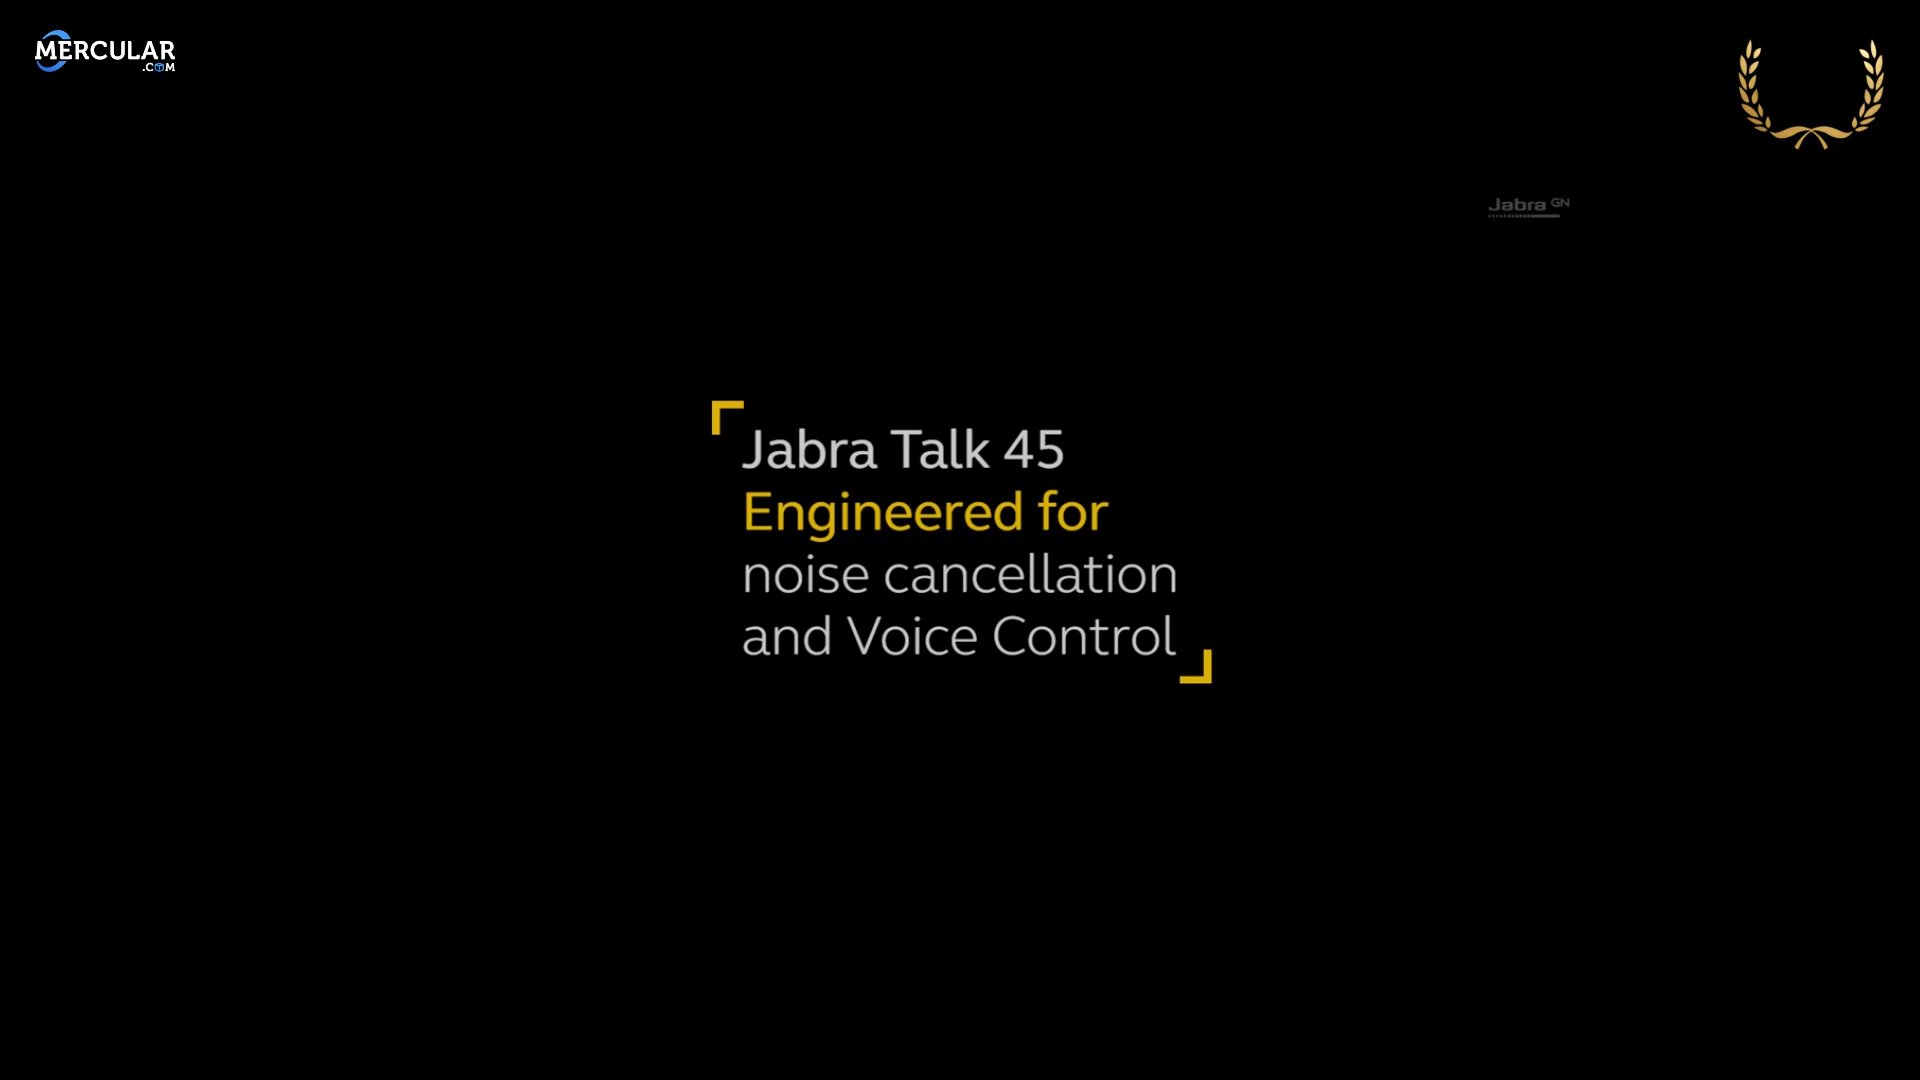 MERCULAR
.COM
Jabra GN
Jabra Talk 45
Engineered for
noise cancellation
and Voice Control